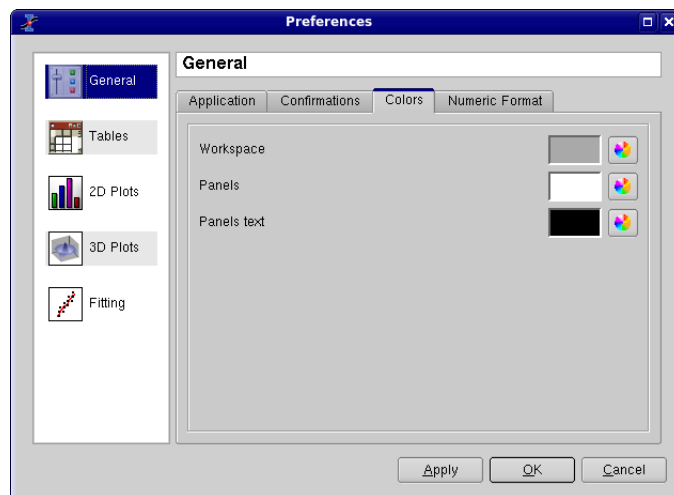 Preferences
General
Tables
2D Plots
3D Plots
Fitting
General
Application
Confirmations
Colors
Numeric Format
Workspace
Panels
Panels text
Apply
OK
Cancel